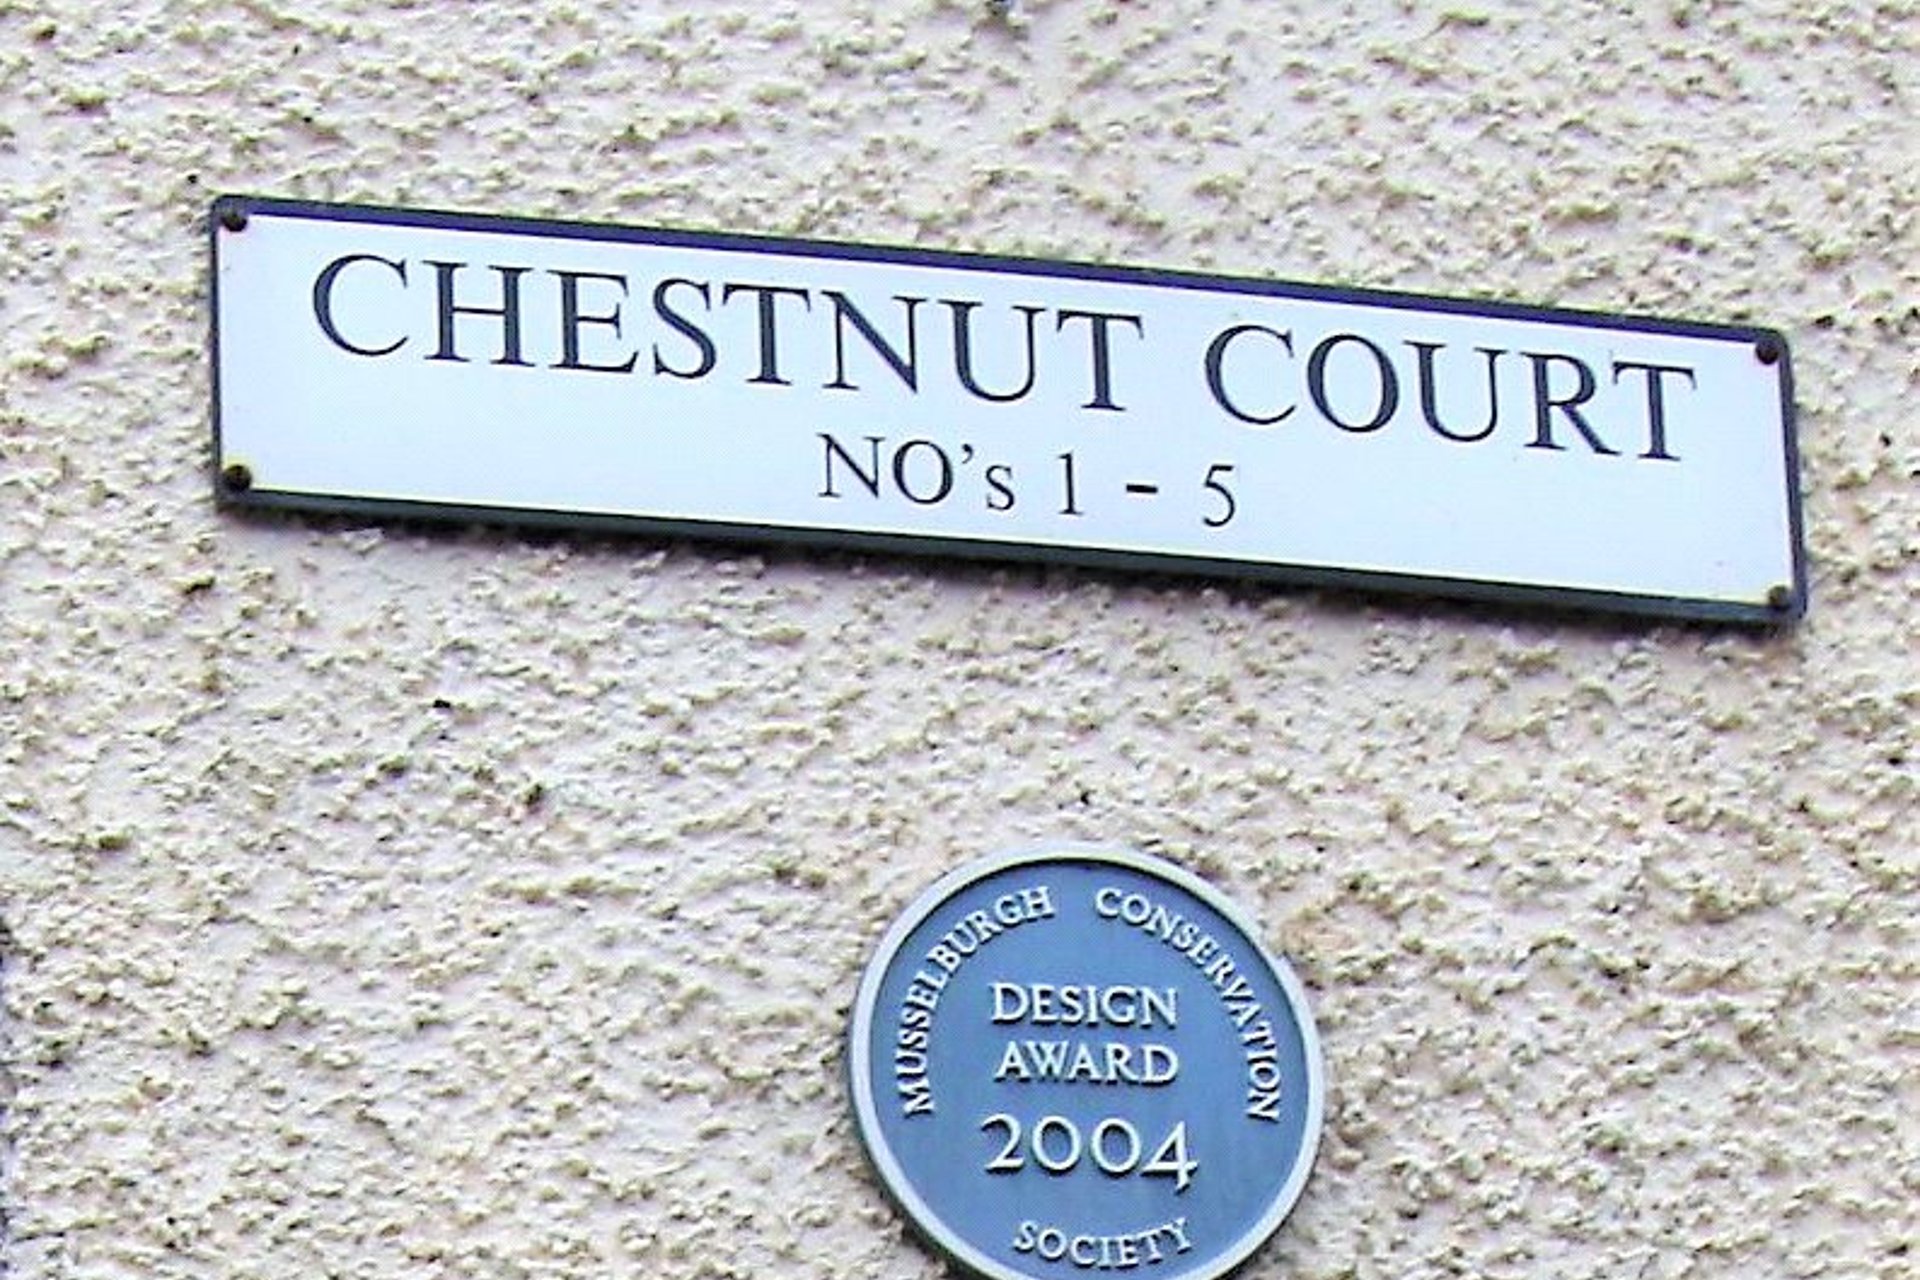 CHESTNUT COURT
NO's 1 - 5
MUSSELBURGH CONSERVATION
DESIGN
AWARD
2004
SOCIETY